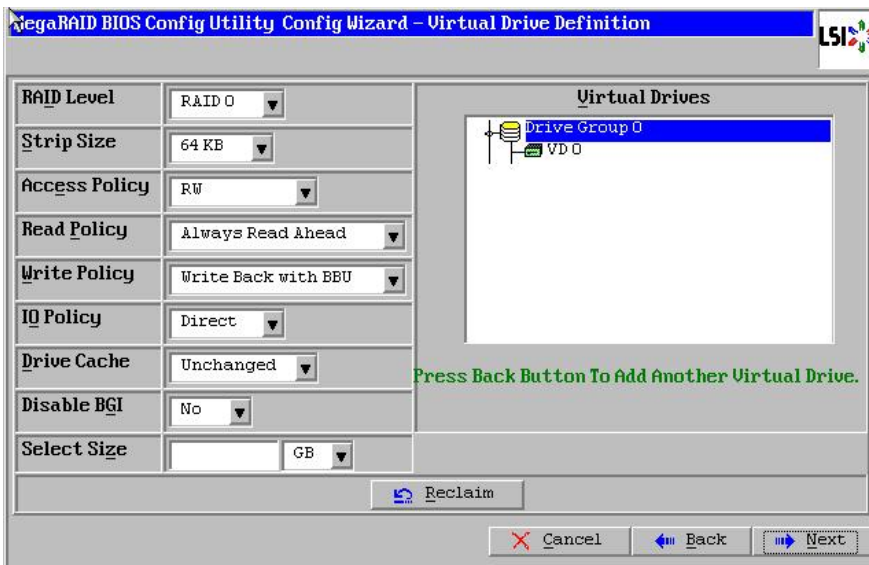 MegaRAID BIOS Config Utility Config Wizard – Virtual Drive Definition
LSI
RAID Level RAID 0
Strip Size 64 KB
Access Policy RW
Read Policy Always Read Ahead
Write Policy Write Back with BBU
IO Policy Direct
Drive Cache Unchanged
Disable BGI No
Select Size GB
Virtual Drives
Drive Group 0
VD 0
Press Back Button To Add Another Virtual Drive.
Reclaim
Cancel Back Next